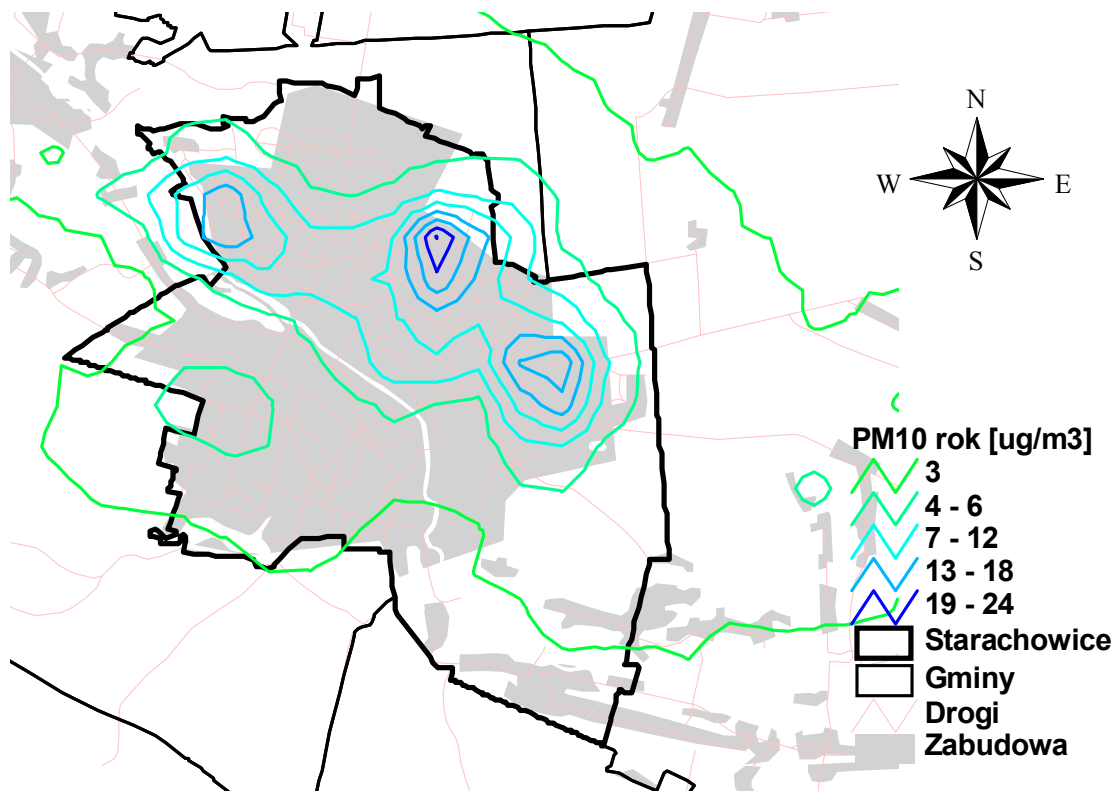 N
W E
S
PM10 rok [ug/m3]
3
4 - 6
7 - 12
13 - 18
19 - 24
Starachowice
Gminy
Drogi
Zabudowa